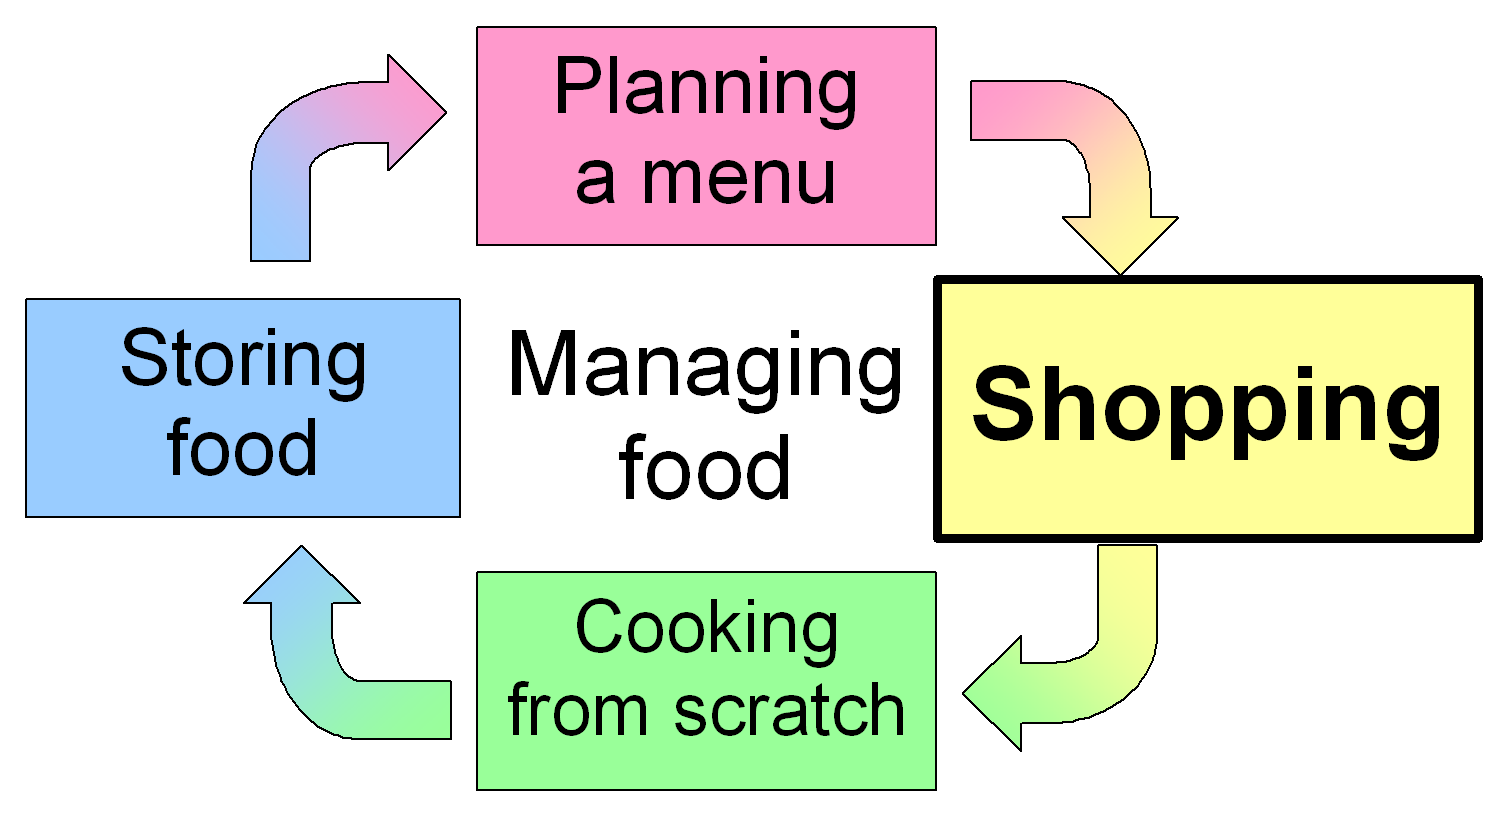 Planning
a menu
Shopping
Cooking
from scratch
Storing
food
Managing
food